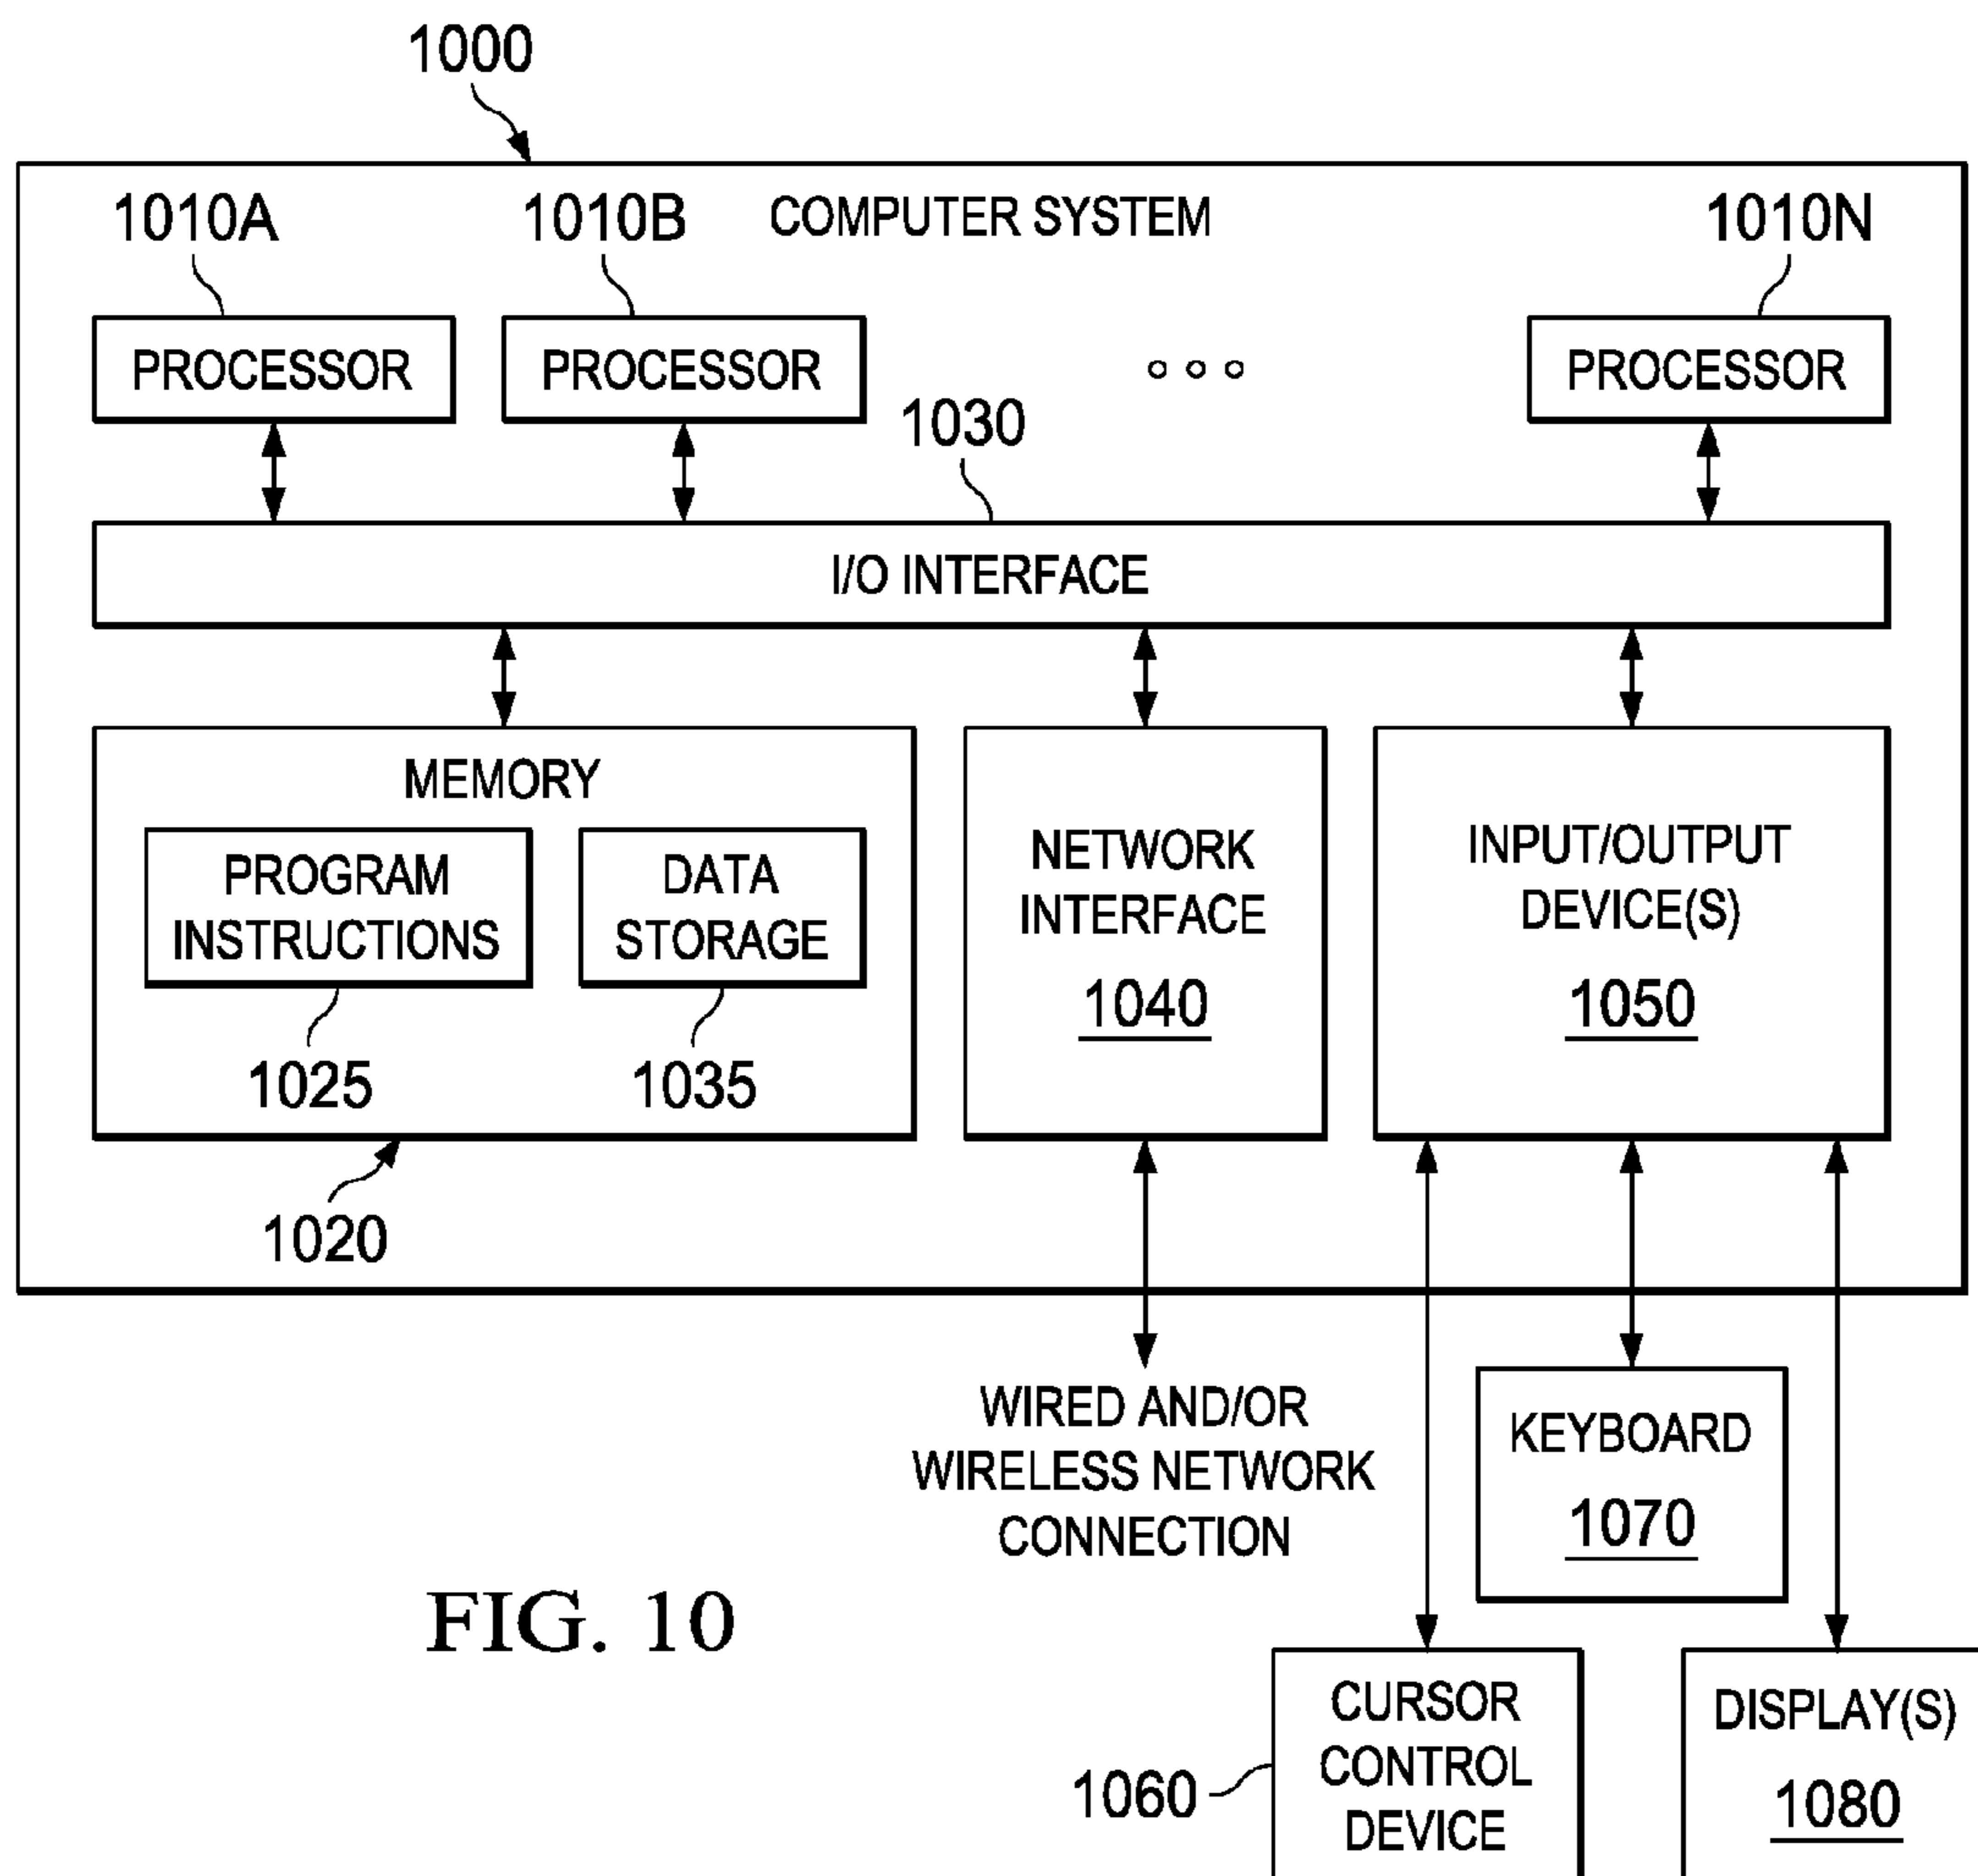 1000
1010A
1010B
COMPUTER SYSTEM
1010N
PROCESSOR
PROCESSOR
PROCESSOR
1030
I/O INTERFACE
MEMORY
PROGRAM
INSTRUCTIONS
DATA
STORAGE
1025
1035
1020
NETWORK
INTERFACE
1040
INPUT/OUTPUT
DEVICE(S)
1050
WIRED AND/OR
WIRELESS NETWORK
CONNECTION
KEYBOARD
1070
FIG. 10
1060
CURSOR
CONTROL
DEVICE
DISPLAY(S)
1080